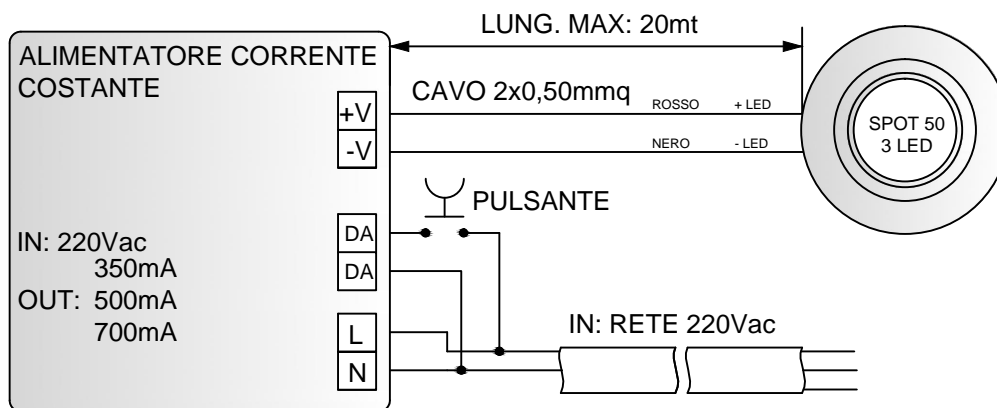 LUNG. MAX: 20mt
ALIMENTATORE CORRENTE
COSTANTE
CAVO 2x0,50mmq
ROSSO
+ LED
+V
-V
NERO
- LED
SPOT 50
3 LED
PULSANTE
DA
DA
IN: 220Vac
350mA
OUT: 500mA
700mA
L
N
IN: RETE 220Vac